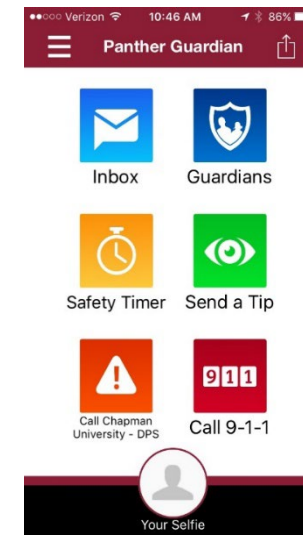 Verizon 10:46 AM 86%
Panther Guardian
Inbox Guardians
Safety Timer Send a Tip
911
Call Chapman
University - DPS
Call 9-1-1
Your Selfie